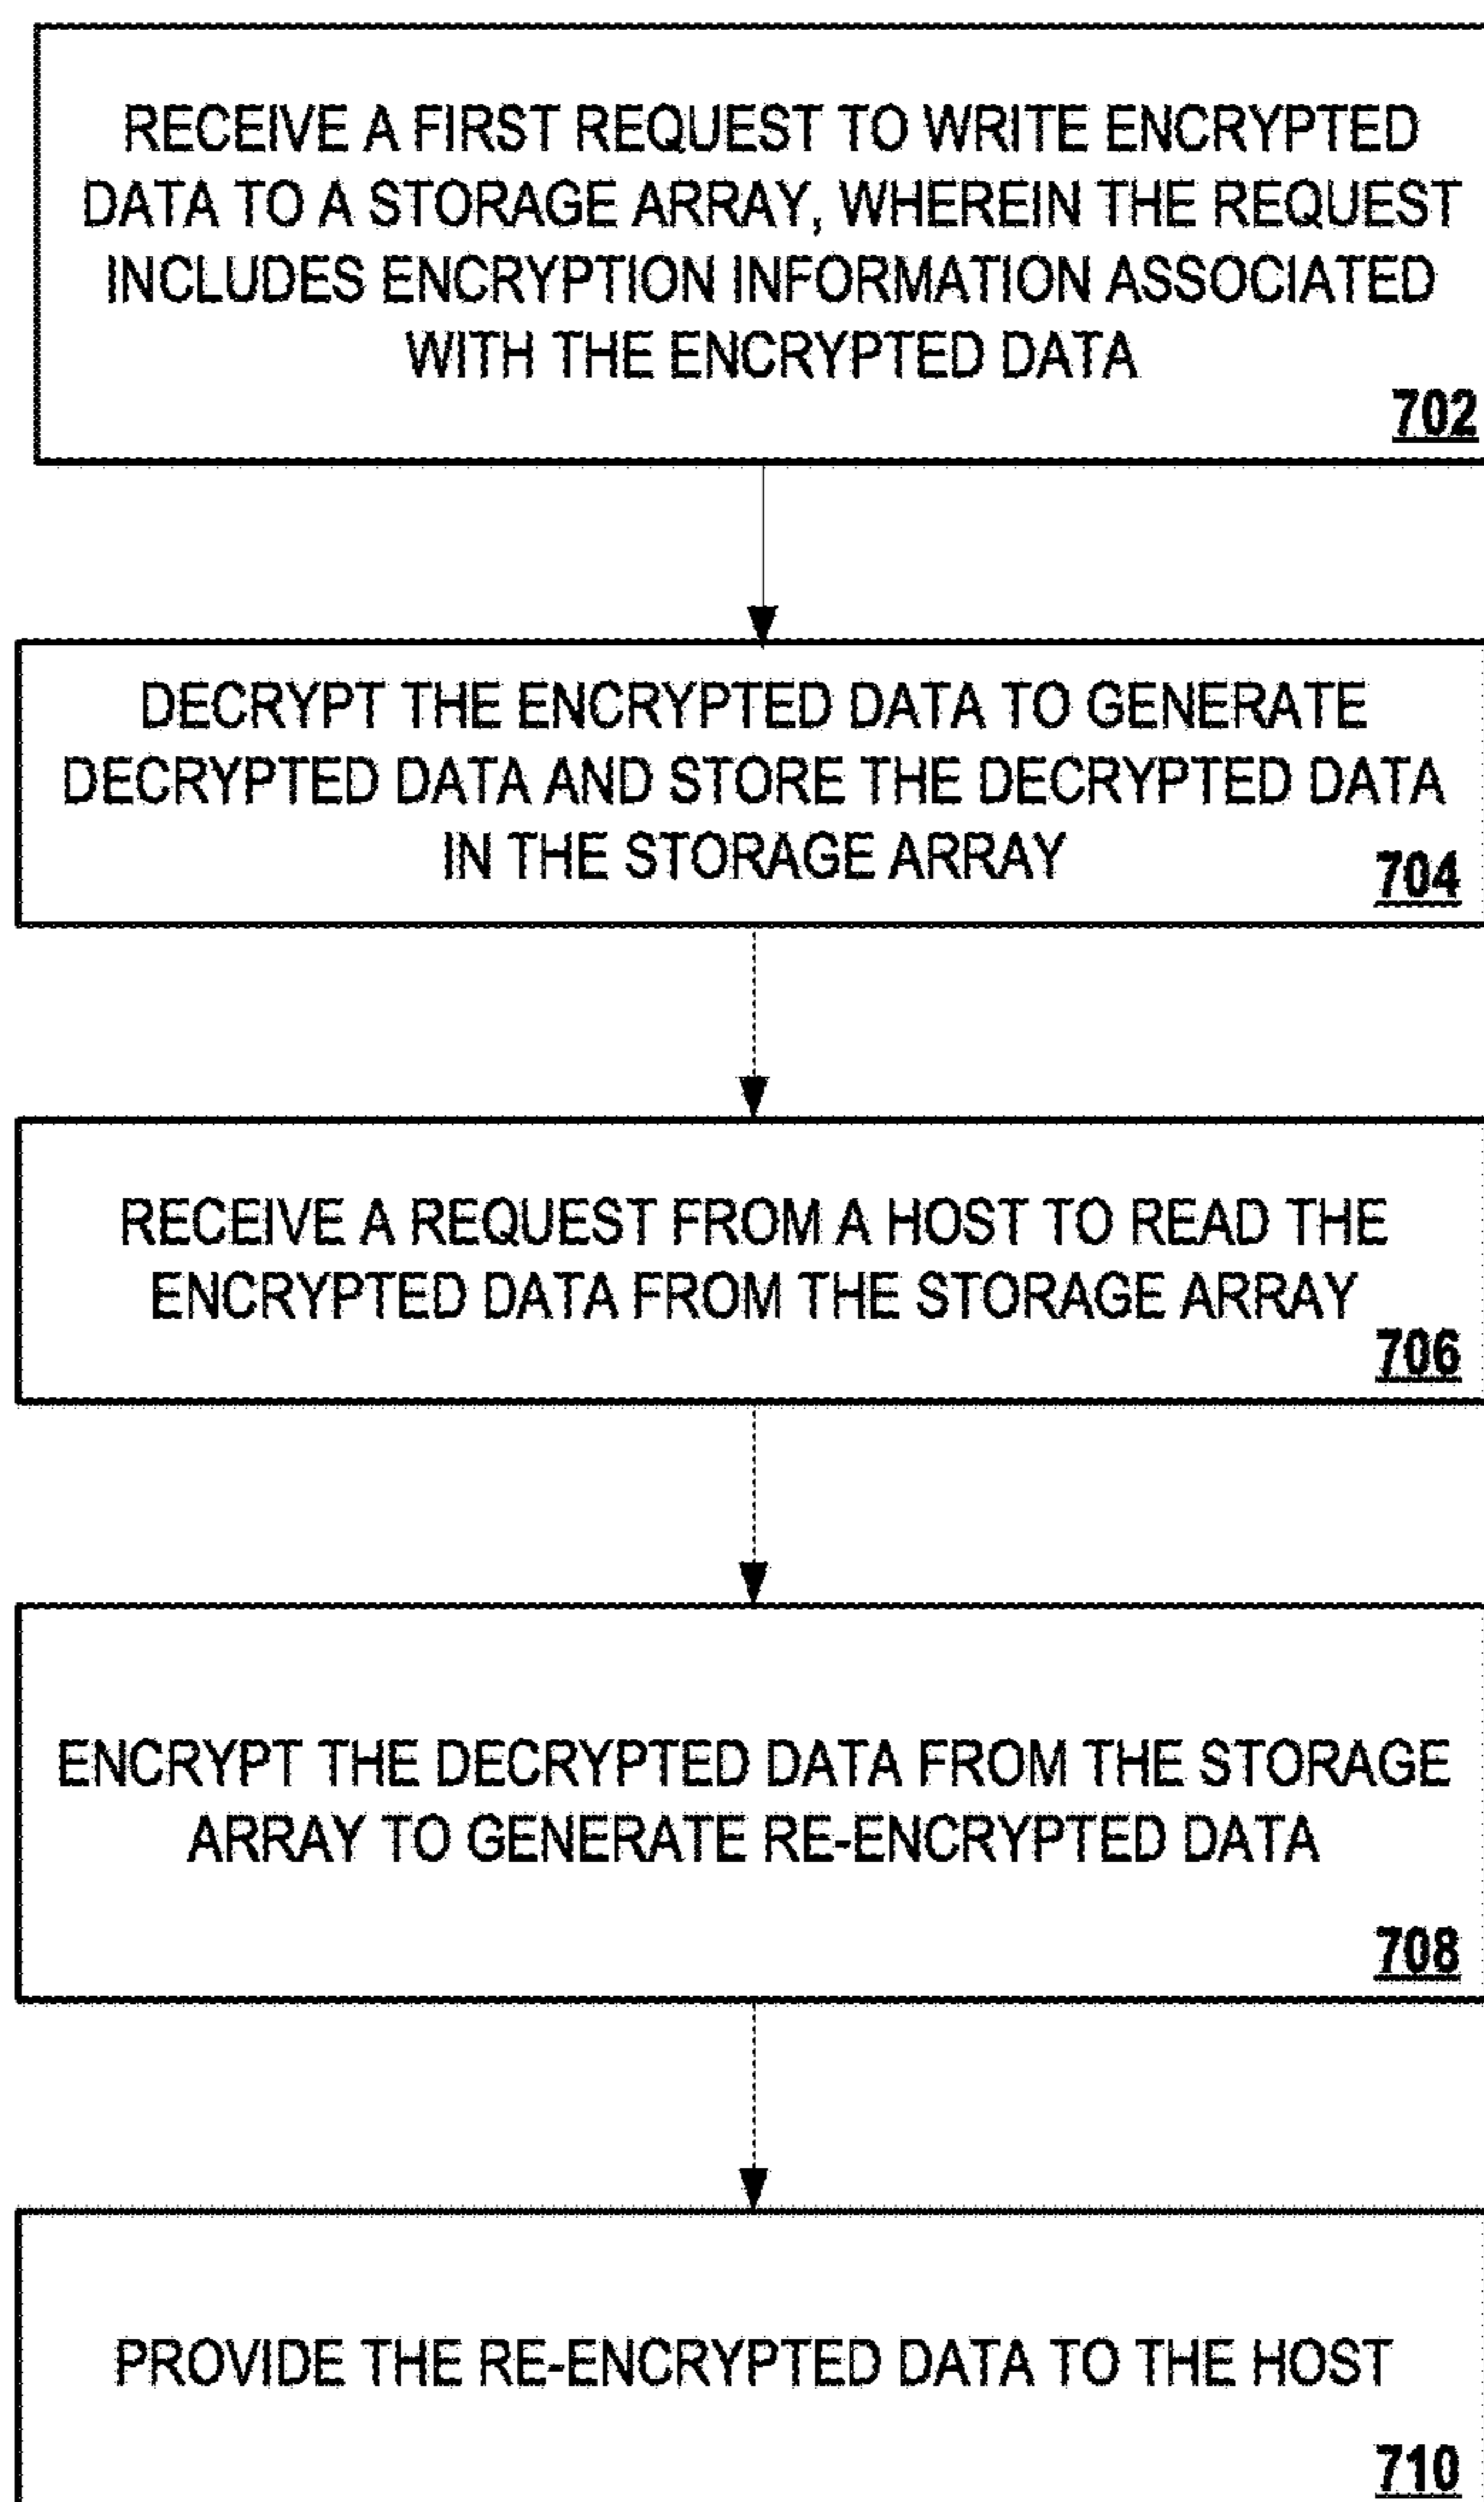 RECEIVE A FIRST REQUEST TO WRITE ENCRYPTED
DATA TO A STORAGE ARRAY, WHEREIN THE REQUEST
INCLUDES ENCRYPTION INFORMATION ASSOCIATED
WITH THE ENCRYPTED DATA
702
DECRYPT THE ENCRYPTED DATA TO GENERATE
DECRYPTED DATA AND STORE THE DECRYPTED DATA
IN THE STORAGE ARRAY
704
RECEIVE A REQUEST FROM A HOST TO READ THE
ENCRYPTED DATA FROM THE STORAGE ARRAY
706
ENCRYPT THE DECRYPTED DATA FROM THE STORAGE
ARRAY TO GENERATE RE-ENCRYPTED DATA
708
PROVIDE THE RE-ENCRYPTED DATA TO THE HOST
710